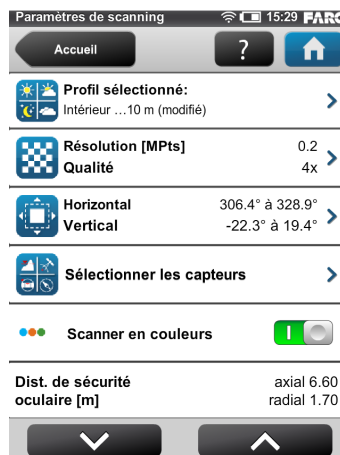 Paramètres de scanning 15:29 FARO
Accueil ?
Profil sélectionné:
Intérieur ...10 m (modifié)
Résolution [MPts] 0.2
Qualité 4x
Horizontal 306.4° à 328.9°
Vertical -22.3° à 19.4°
Sélectionner les capteurs
Scanner en couleurs
Dist. de sécurité axial 6.60
oculaire [m] radial 1.70